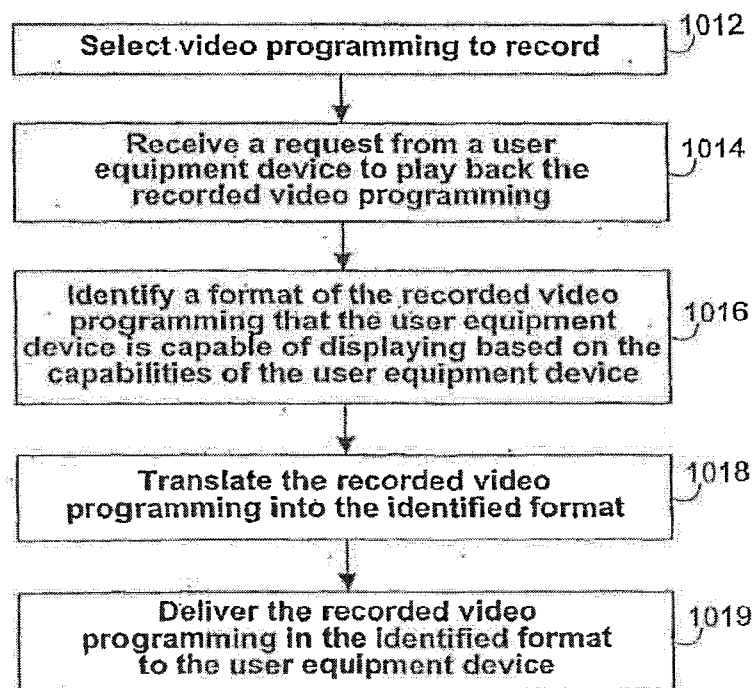 Select video programming to record
1012
Receive a request from a user
equipment device to play back the
recorded video programming
1014
Identify a format of the recorded video
programming that the user equipment
device is capable of displaying based on the
capabilities of the user equipment device
1016
Translate the recorded video
programming into the identified format
1018
Deliver the recorded video
programming in the identified format
to the user equipment device
1019